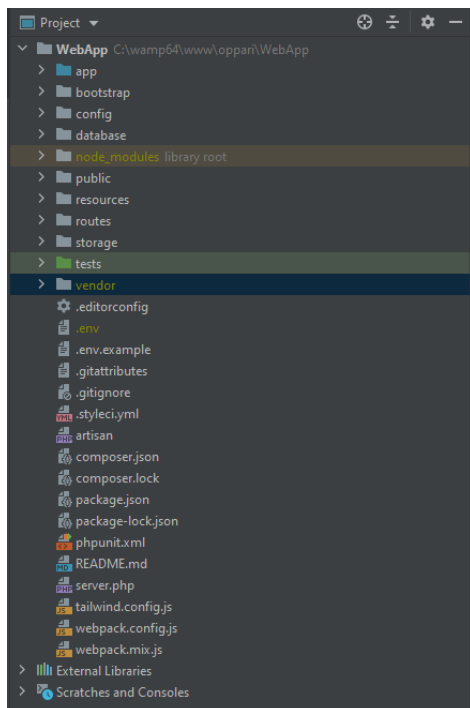 Project
WebApp C:\wamp64\www\oppari\WebApp
app
bootstrap
config
database
node_modules library root
public
resources
routes
storage
tests
vendor
.editorconfig
.env
.env.example
.gitattributes
.gitignore
.styleci.yml
artisan
composer.json
composer.lock
package.json
package-lock.json
phpunit.xml
README.md
server.php
tailwind.config.js
webpack.config.js
webpack.mix.js
External Libraries
Scratches and Consoles